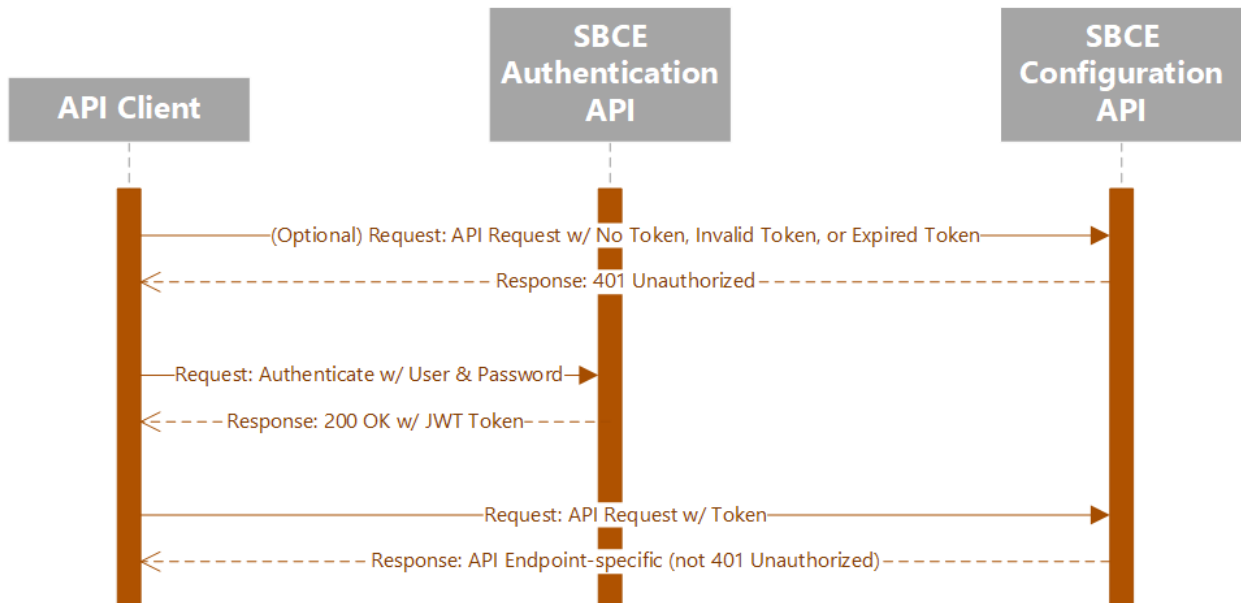 API Client
SBCE
Authentication
API
SBCE
Configuration
API
(Optional) Request: API Request w/ No Token, Invalid Token, or Expired Token
Response: 401 Unauthorized
Request: Authenticate w/ User & Password
Response: 200 OK w/ JWT Token
Request: API Request w/ Token
Response: API Endpoint-specific (not 401 Unauthorized)